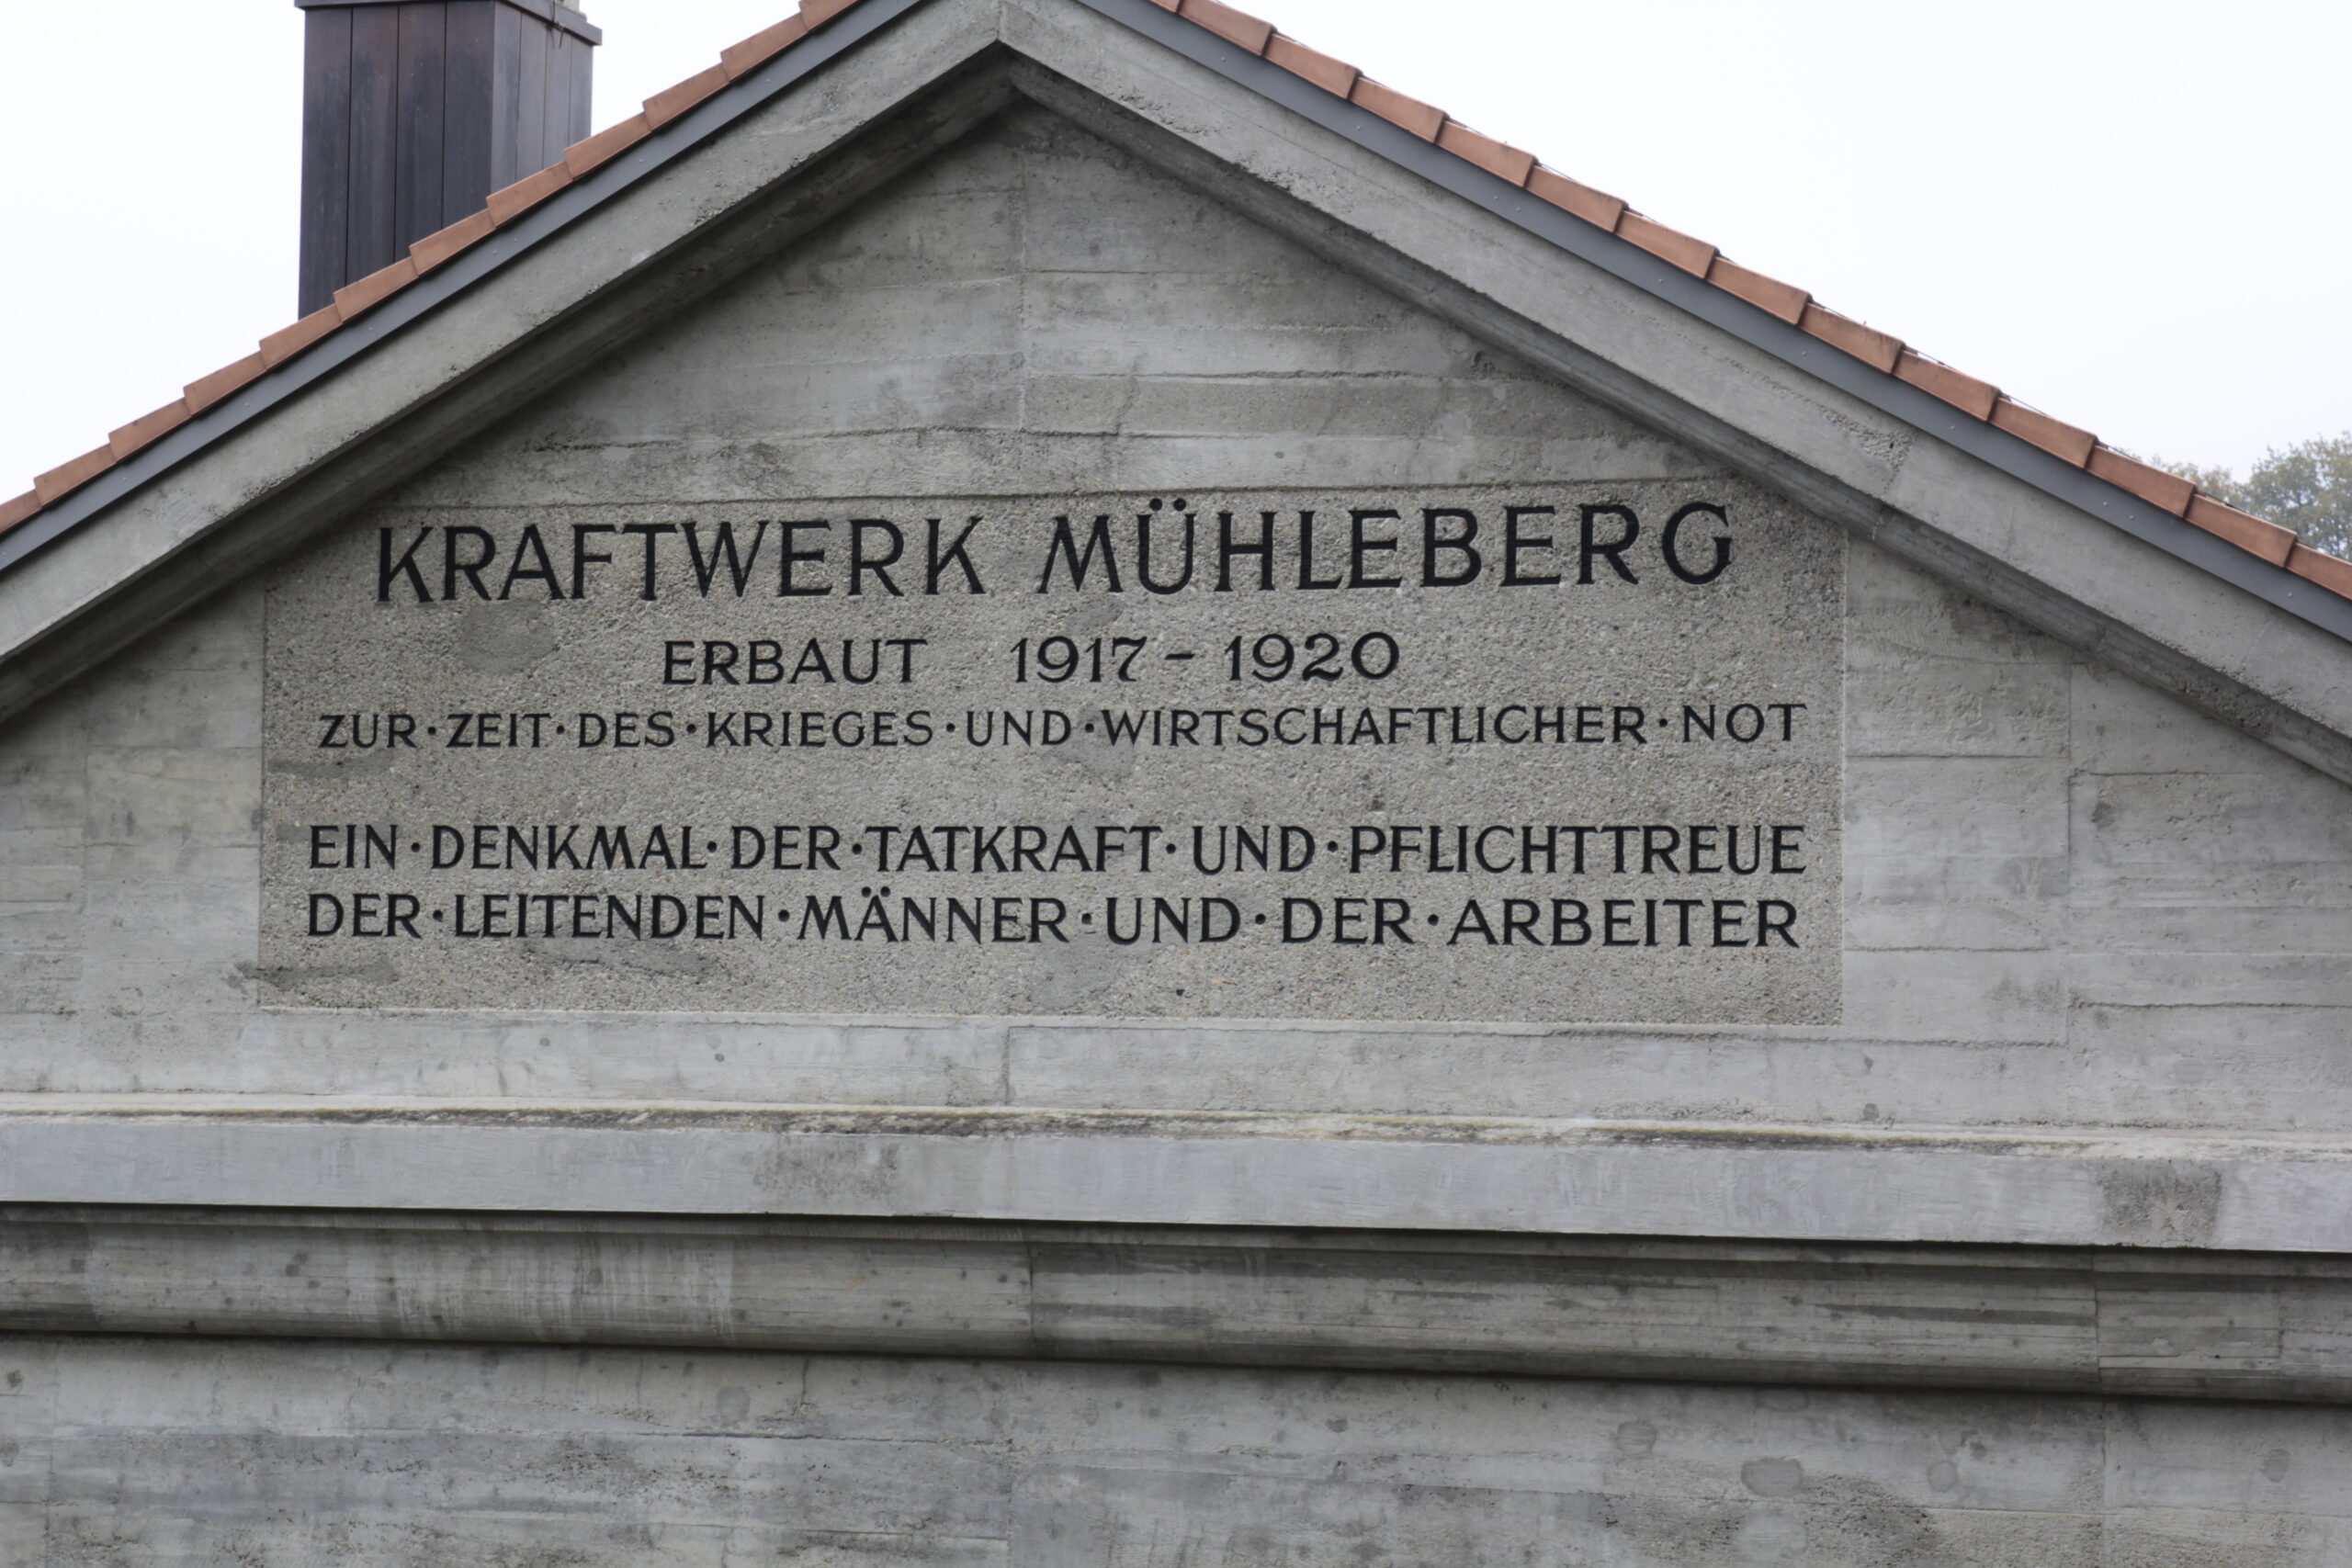 KRAFTWERK MÜHLEBERG
ERBAUT 1917 – 1920
ZUR · ZEIT · DES · KRIEGES · UND · WIRTSCHAFTLICHER · NOT
EIN · DENKMAL · DER · TATKRAFT · UND · PFLICHTTREUE
DER · LEITENDEN · MÄNNER · UND · DER · ARBEITER